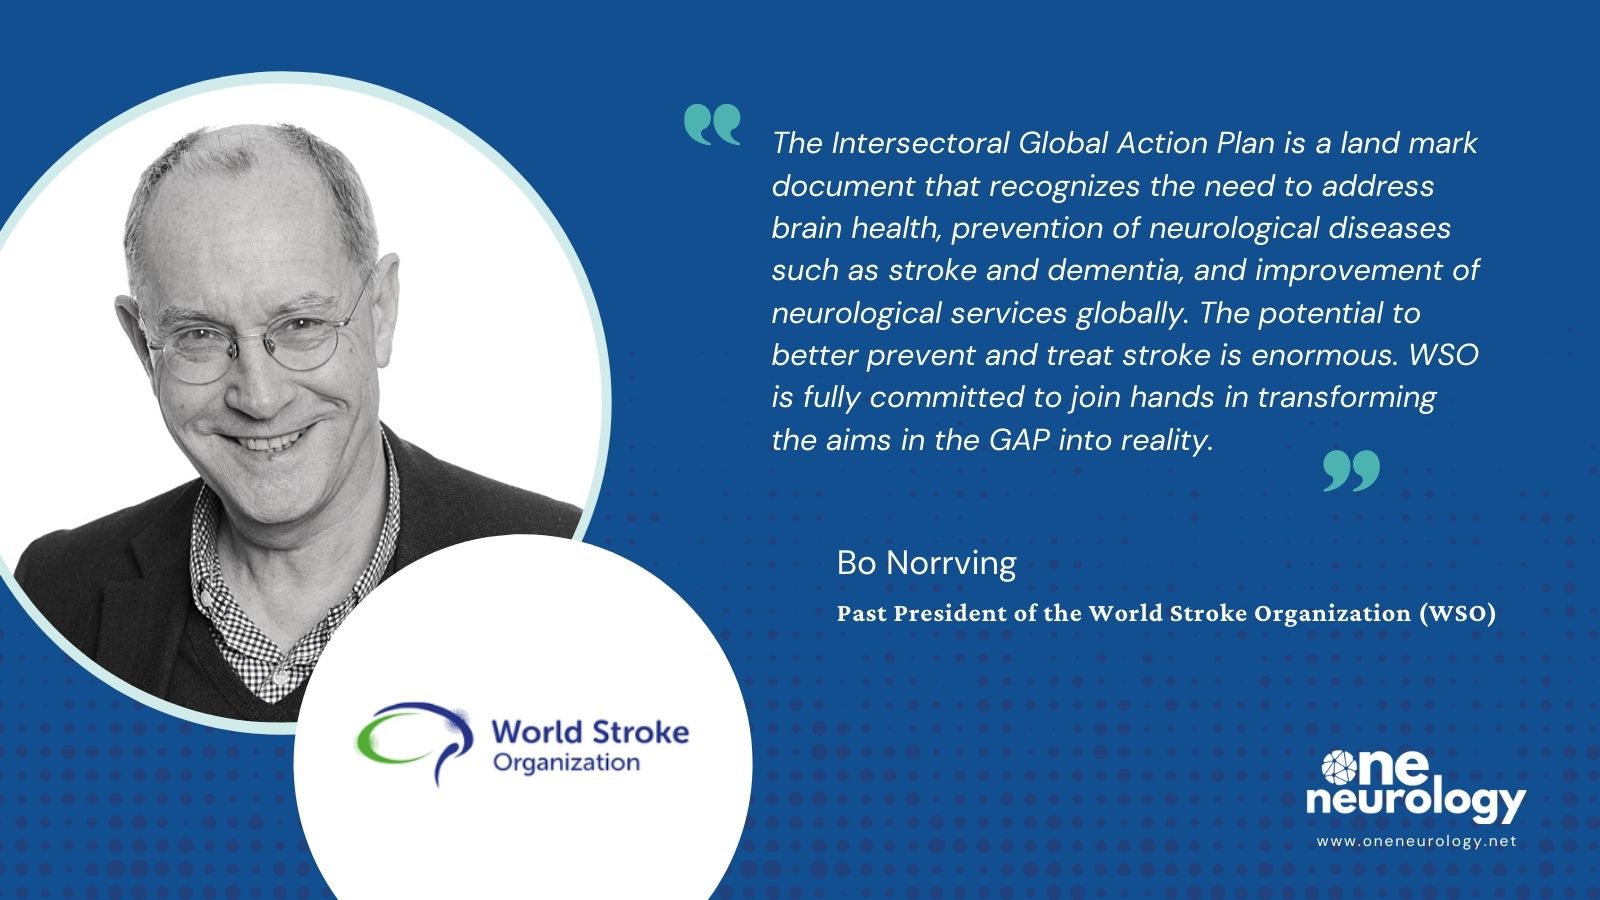 The Intersectoral Global Action Plan is a land mark
document that recognizes the need to address
brain health, prevention of neurological diseases
such as stroke and dementia, and improvement of
neurological services globally. The potential to
better prevent and treat stroke is enormous. WSO
is fully committed to join hands in transforming
the aims in the GAP into reality.
Bo Norrving
Past President of the World Stroke Organization (WSO)
World Stroke
Organization
One
neurology
www.oneneurology.net